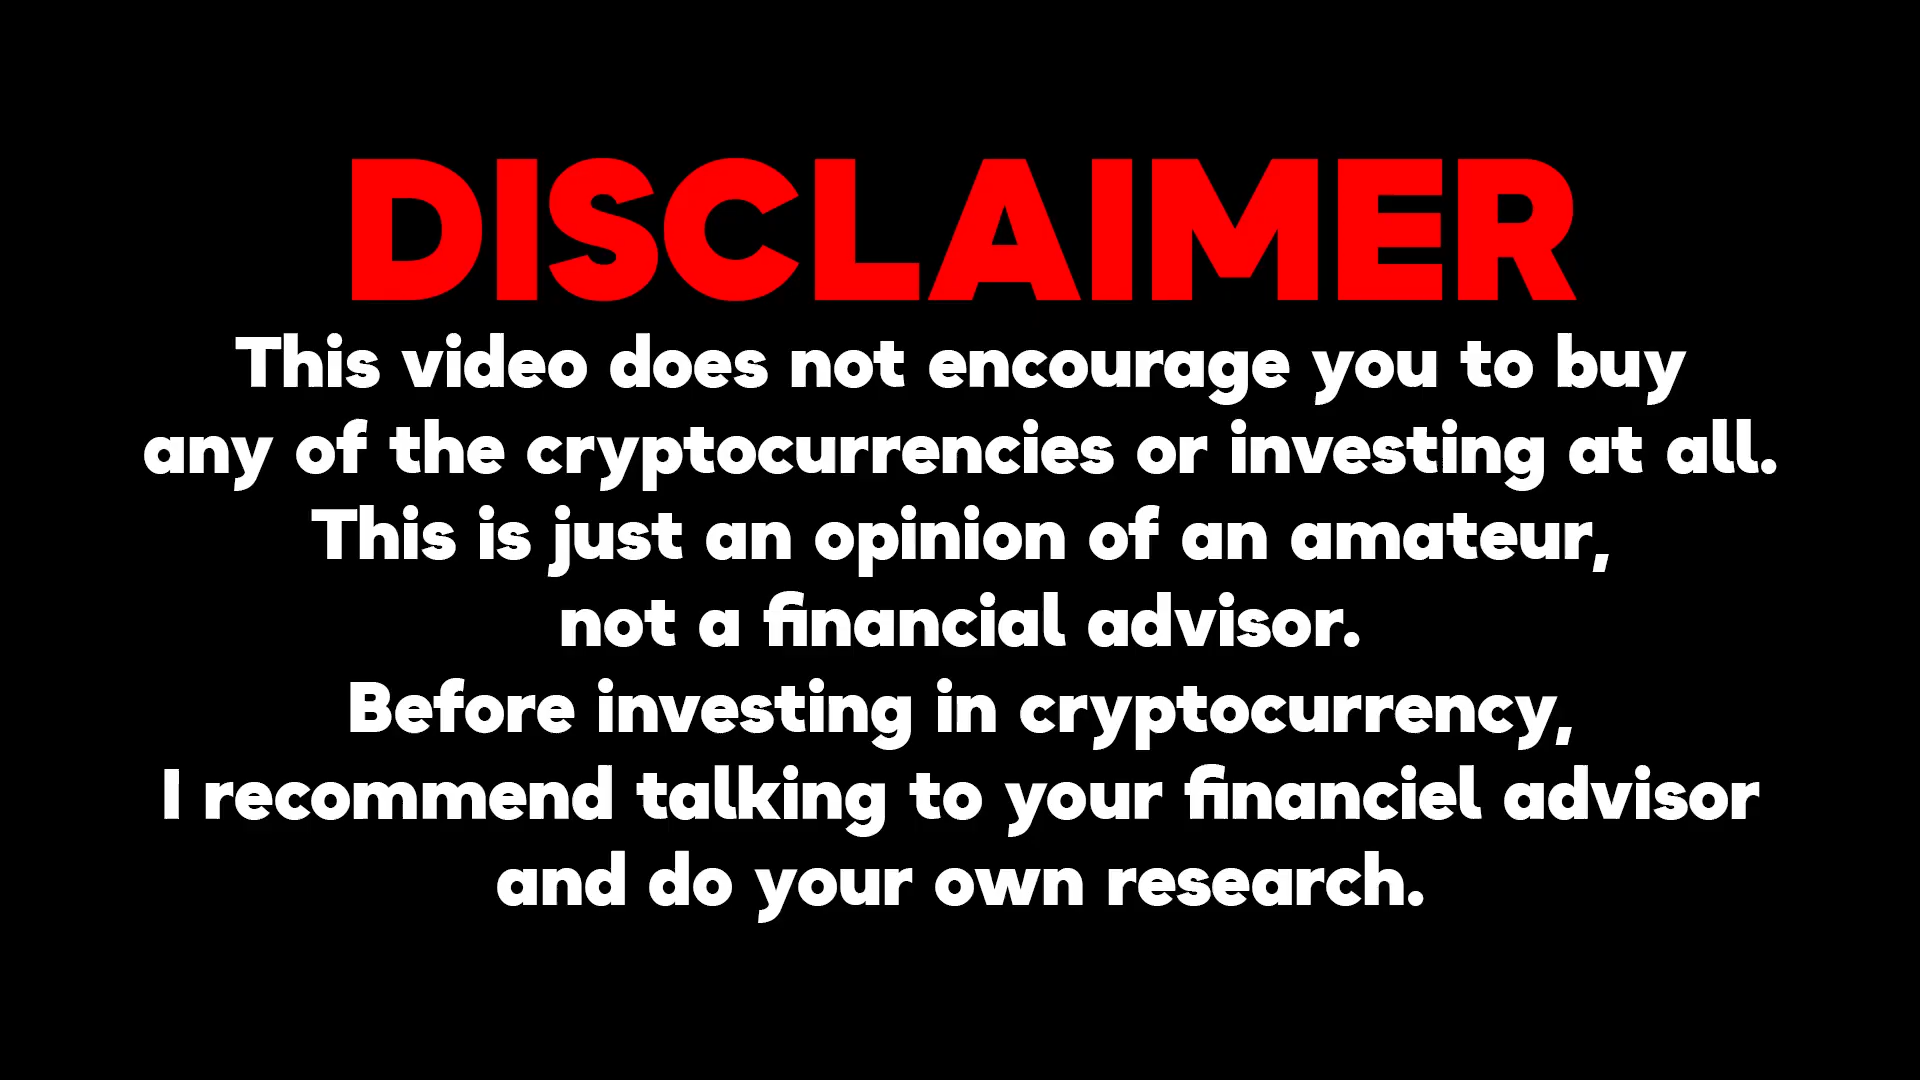 DISCLAIMER
This video does not encourage you to buy
any of the cryptocurrencies or investing at all.
This is just an opinion of an amateur,
not a financial advisor.
Before investing in cryptocurrency,
I recommend talking to your financiel advisor
and do your own research.